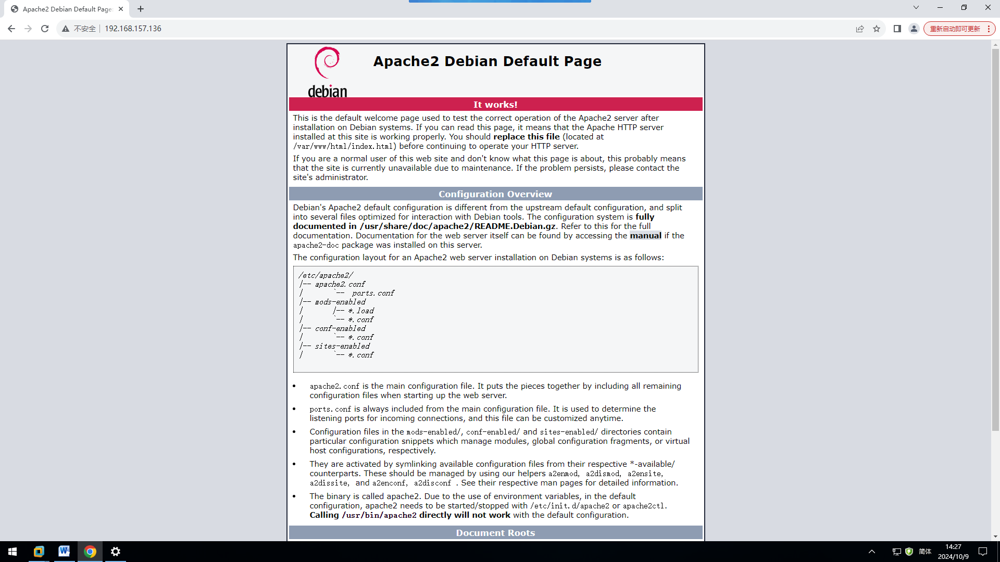 Apache2 Debian Default Page:
不安全
192.168.157.136
重新启动即可更新
debian
Apache2 Debian Default Page
It works!
This is the default welcome page used to test the correct operation of the Apache2 server after
installation on Debian systems. If you can read this page, it means that the Apache HTTP server
installed at this site is working properly. You should replace this file (located at
/var/www/html/index.html) before continuing to operate your HTTP server.
If you are a normal user of this web site and don't know what this page is about, this probably means
that the site is currently unavailable due to maintenance. If the problem persists, please contact the
site's administrator.
Configuration Overview
Debian's Apache2 default configuration is different from the upstream default configuration, and split
into several files optimized for interaction with Debian tools. The configuration system is fully
documented in /usr/share/doc/apache2/README.Debian.gz. Refer to this for the full
documentation. Documentation for the web server itself can be found by accessing the manual if the
apache2-doc package was installed on this server.
The configuration layout for an Apache2 web server installation on Debian systems is as follows:
/etc/apache2/
|-- apache2.conf
|       `--  ports.conf
|-- mods-enabled
|       |-- *.load
|       `-- *.conf
|-- conf-enabled
|       `-- *.conf
|-- sites-enabled
|       `-- *.conf
• apache2.conf is the main configuration file. It puts the pieces together by including all remaining
configuration files when starting up the web server.
• ports.conf is always included from the main configuration file. It is used to determine the
listening ports for incoming connections, and this file can be customized anytime.
• Configuration files in the mods-enabled/, conf-enabled/ and sites-enabled/ directories contain
particular configuration snippets which manage modules, global configuration fragments, or virtual
host configurations, respectively.
• They are activated by symlinking available configuration files from their respective *-available/
counterparts. These should be managed by using our helpers a2enmod, a2dismod, a2ensite,
a2dissite, and a2enconf, a2disconf . See their respective man pages for detailed information.
• The binary is called apache2. Due to the use of environment variables, in the default
configuration, apache2 needs to be started/stopped with /etc/init.d/apache2 or apache2ctl.
Calling /usr/bin/apache2 directly will not work with the default configuration.
Document Roots
简体
14:27
2024/10/9